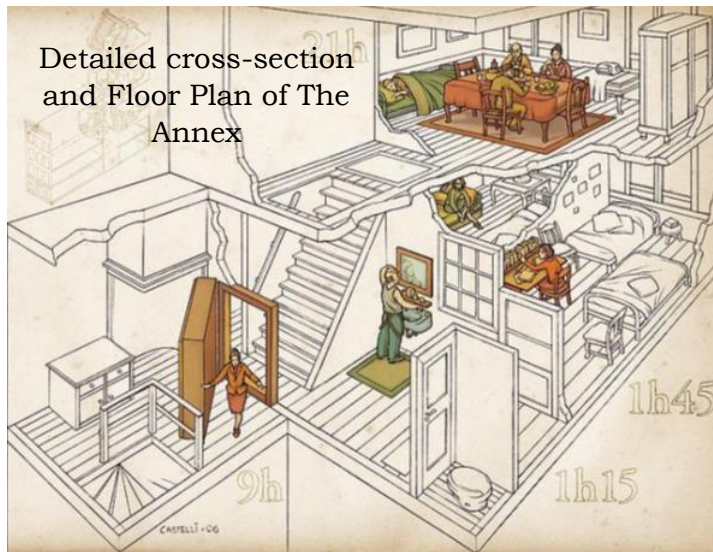 Detailed cross-section
and Floor Plan of The
Annex
21h
1h45
9h
1h15
CASTELLI-06